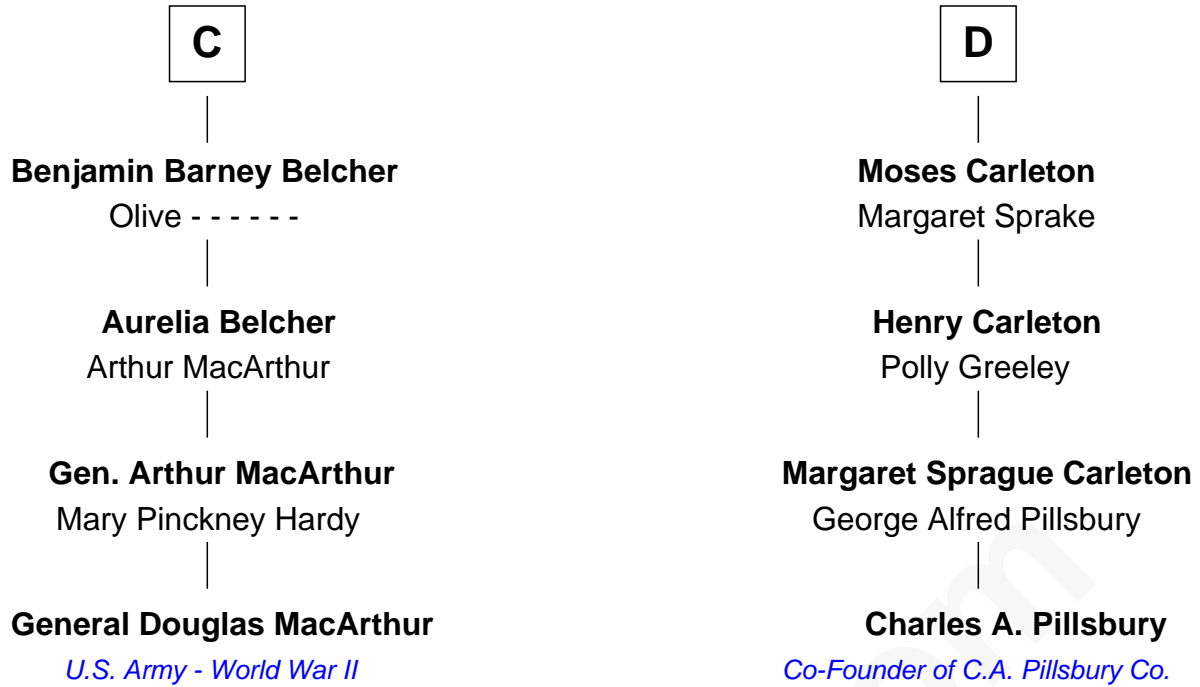 C
Benjamin Barney Belcher
Olive - - - - - -
Aurelia Belcher
Arthur MacArthur
Gen. Arthur MacArthur
Mary Pinckney Hardy
General Douglas MacArthur
U.S. Army - World War II
D
Moses Carleton
Margaret Sprake
Henry Carleton
Polly Greeley
Margaret Sprague Carleton
George Alfred Pillsbury
Charles A. Pillsbury
Co-Founder of C.A. Pillsbury Co.